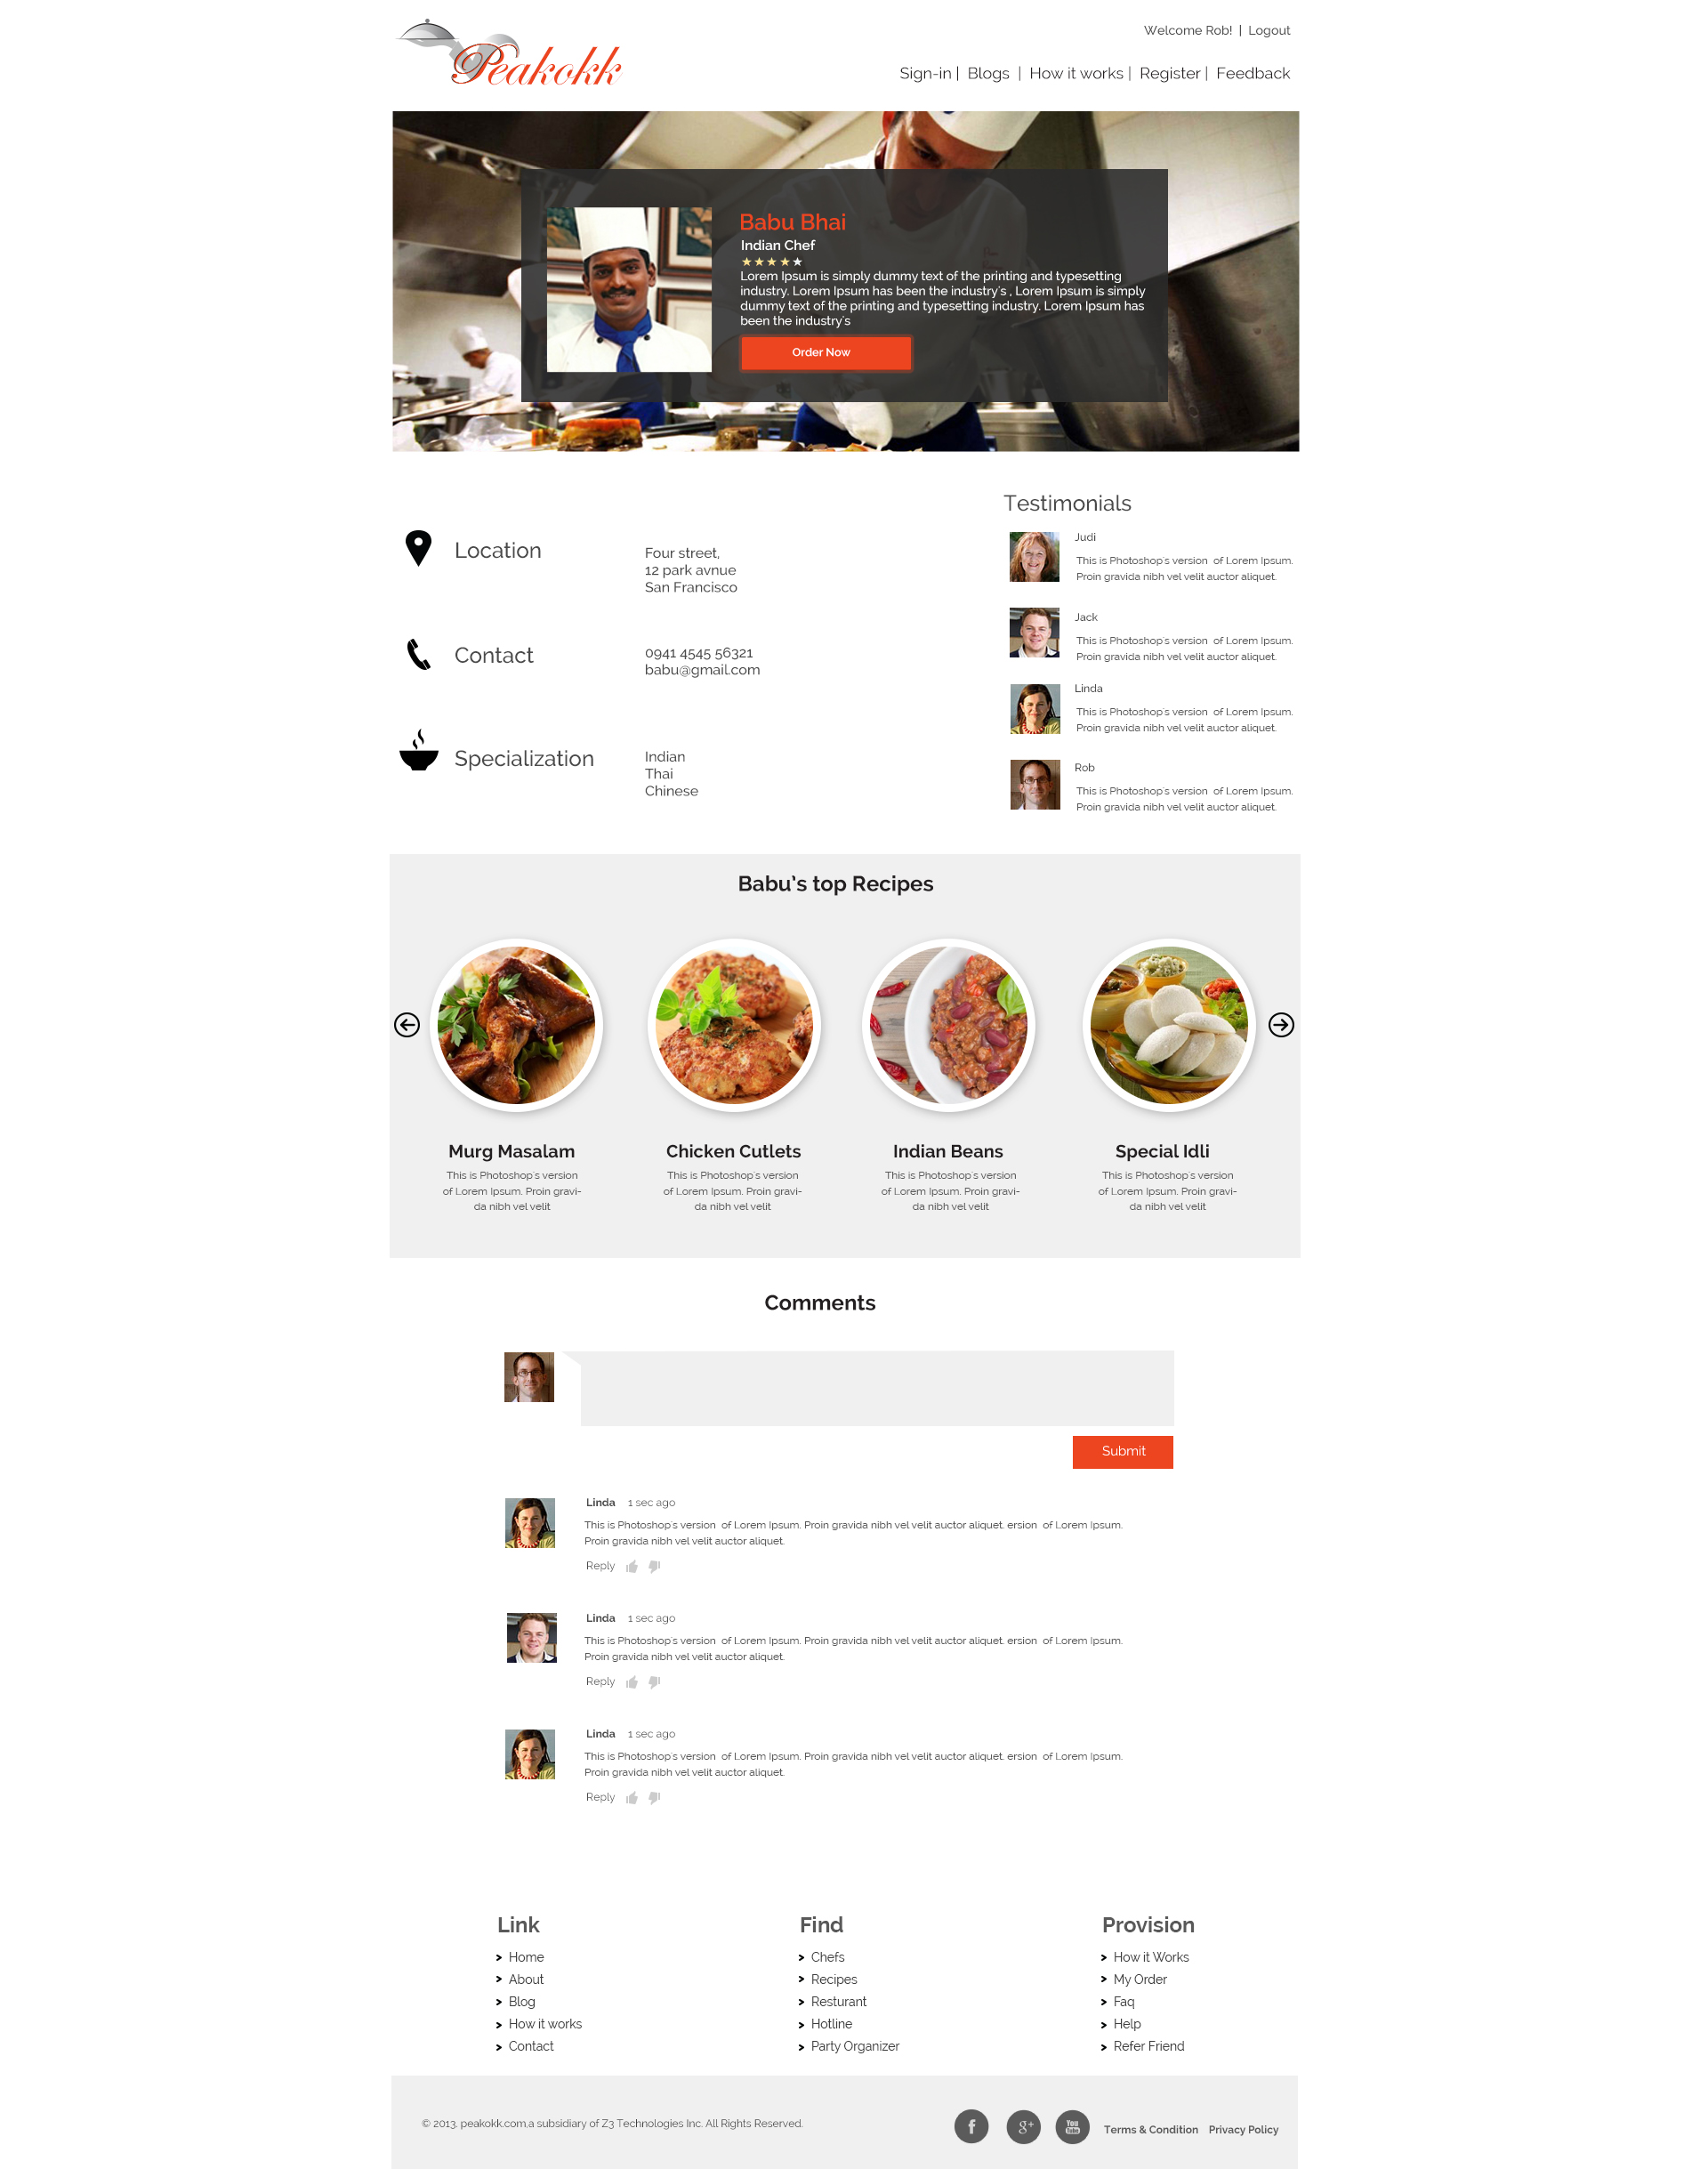 Peakokk
Welcome Rob! | Logout
Sign-in | Blogs | How it works | Register | Feedback
Babu Bhai
Indian Chef
Lorem Ipsum is simply dummy text of the printing and typesetting
industry. Lorem Ipsum has been the industry's , Lorem Ipsum is simply
dummy text of the printing and typesetting industry. Lorem Ipsum has
been the industry's
Order Now
Location
Four street,
12 park avnue
San Francisco
Contact
0941 4545 56321
babu@gmail.com
Specialization
Indian
Thai
Chinese
Testimonials
Judi
This is Photoshop's version of Lorem Ipsum.
Proin gravida nibh vel velit auctor aliquet.
Jack
This is Photoshop's version of Lorem Ipsum.
Proin gravida nibh vel velit auctor aliquet.
Linda
This is Photoshop's version of Lorem Ipsum.
Proin gravida nibh vel velit auctor aliquet.
Rob
This is Photoshop's version of Lorem Ipsum.
Proin gravida nibh vel velit auctor aliquet.
Babu's top Recipes
Murg Masalam
This is Photoshop's version
of Lorem Ipsum. Proin gravi-
da nibh vel velit
Chicken Cutlets
This is Photoshop's version
of Lorem Ipsum. Proin gravi-
da nibh vel velit
Indian Beans
This is Photoshop's version
of Lorem Ipsum. Proin gravi-
da nibh vel velit
Special Idli
This is Photoshop's version
of Lorem Ipsum. Proin gravi-
da nibh vel velit
Comments
Submit
Linda 1 sec ago
This is Photoshop's version of Lorem Ipsum. Proin gravida nibh vel velit auctor aliquet. ersion of Lorem Ipsum.
Proin gravida nibh vel velit auctor aliquet.
Reply
Linda 1 sec ago
This is Photoshop's version of Lorem Ipsum. Proin gravida nibh vel velit auctor aliquet. ersion of Lorem Ipsum.
Proin gravida nibh vel velit auctor aliquet.
Reply
Linda 1 sec ago
This is Photoshop's version of Lorem Ipsum. Proin gravida nibh vel velit auctor aliquet. ersion of Lorem Ipsum.
Proin gravida nibh vel velit auctor aliquet.
Reply
Link
Home
About
Blog
How it works
Contact
Find
Chefs
Recipes
Resturant
Hotline
Party Organizer
Provision
How it Works
My Order
Faq
Help
Refer Friend
© 2013. peakokk.com,a subsidiary of Z3 Technologies Inc. All Rights Reserved.
f
g+
You Tube
Terms & Condition Privacy Policy